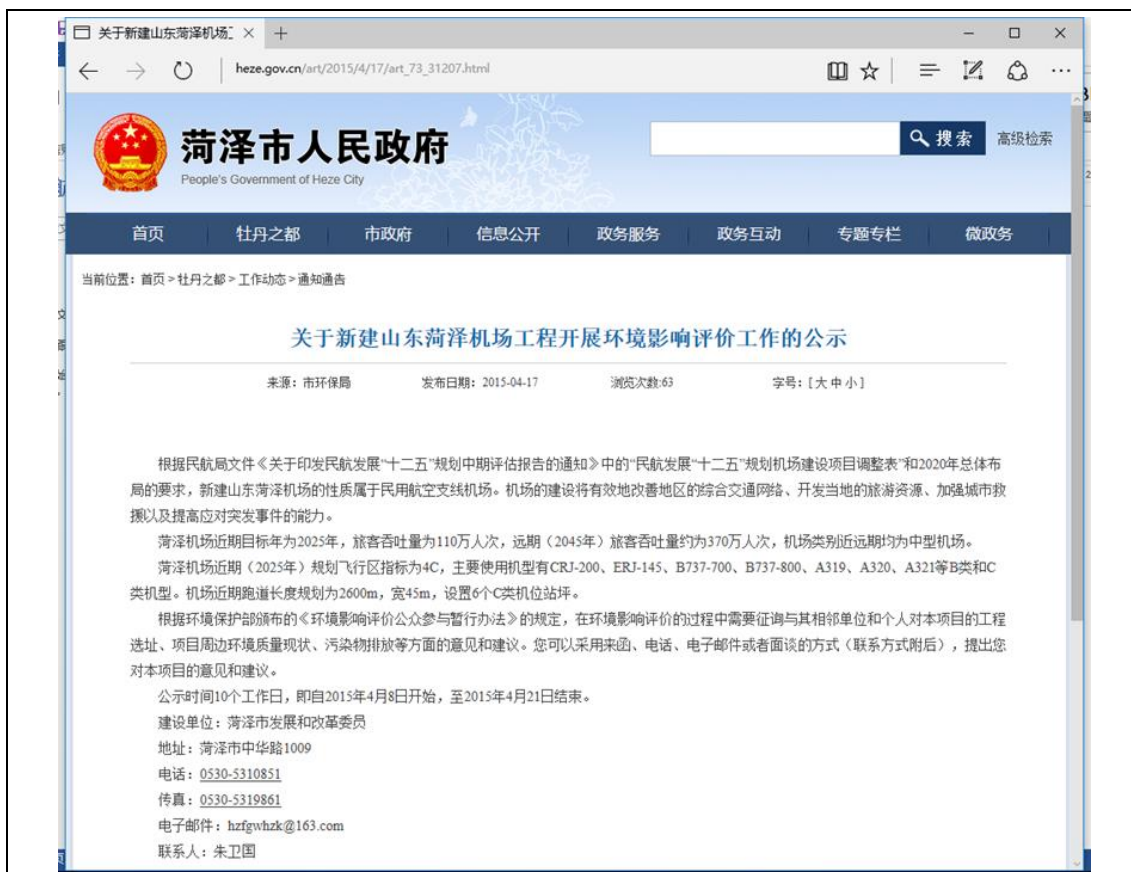 关于新建山东菏泽机场工
heze.gov.cn/art/2015/4/17/art_73_31207.html
菏泽市人民政府
People's Government of Heze City
搜索
高级检索
首页 牡丹之都 市政府 信息公开 政务服务 政务互动 专题专栏 微政务
当前位置：首页 > 牡丹之都 > 工作动态 > 通知通告
关于新建山东菏泽机场工程开展环境影响评价工作的公示
来源：市环保局 发布日期：2015-04-17 浏览次数:63 字号：[ 大 中 小 ]
根据民航局文件《关于印发民航发展“十二五”规划中期评估报告的通知》中的“民航发展“十二五”规划机场建设项目调整表”和2020年总体布
局的要求，新建山东菏泽机场的性质属于民用航空支线机场。机场的建设将有效地改善地区的综合交通网络、开发当地的旅游资源、加强城市救
援以及提高应对突发事件的能力。
菏泽机场近期目标年为2025年，旅客吞吐量为110万人次，远期（2045年）旅客吞吐量约为370万人次，机场类别近远期均为中型机场。
菏泽机场近期（2025年）规划飞行区指标为4C，主要使用机型有CRJ-200、ERJ-145、B737-700、B737-800、A319、A320、A321等B类和C
类机型。机场近期跑道长度规划为2600m，宽45m，设置6个C类机位站坪。
根据环境保护部颁布的《环境影响评价公众参与暂行办法》的规定，在环境影响评价的过程中需要征询与其相邻单位和个人对本项目的工程
选址、项目周边环境质量现状、污染物排放等方面的意见和建议。您可以采用来函、电话、电子邮件或者面谈的方式（联系方式附后），提出您
对本项目的意见和建议。
公示时间10个工作日，即自2015年4月8日开始，至2015年4月21日结束。
建设单位：菏泽市发展和改革委员
地址：菏泽市中华路1009
电话：0530-5310851
传真：0530-5319861
电子邮件：hzfgwhzk@163.com
联系人：朱卫国